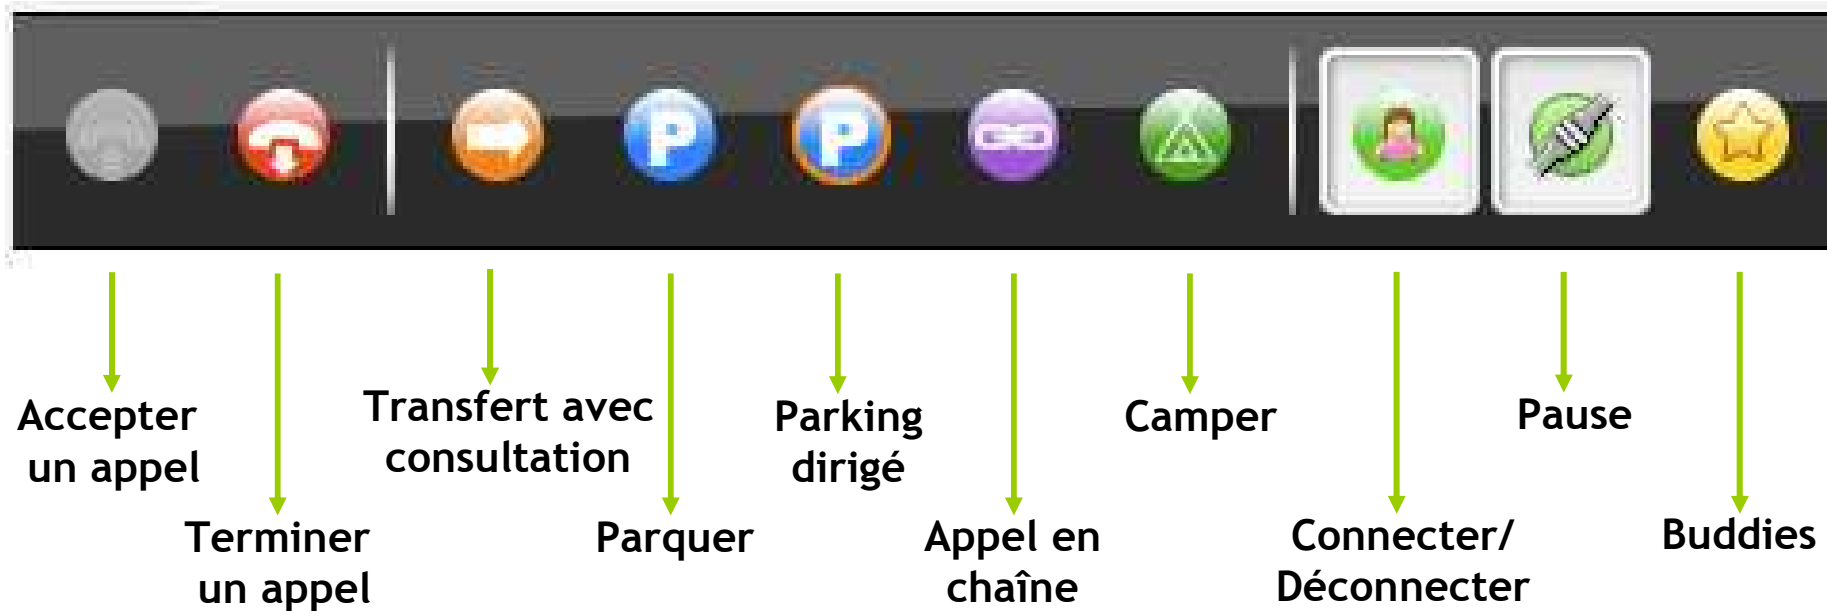 P
P
Accepter
un appel
Transfert avec
consultation
Parking
dirigé
Camper
Pause
Terminer
un appel
Parquer
Appel en
chaîne
Connecter/
Déconnecter
Buddies